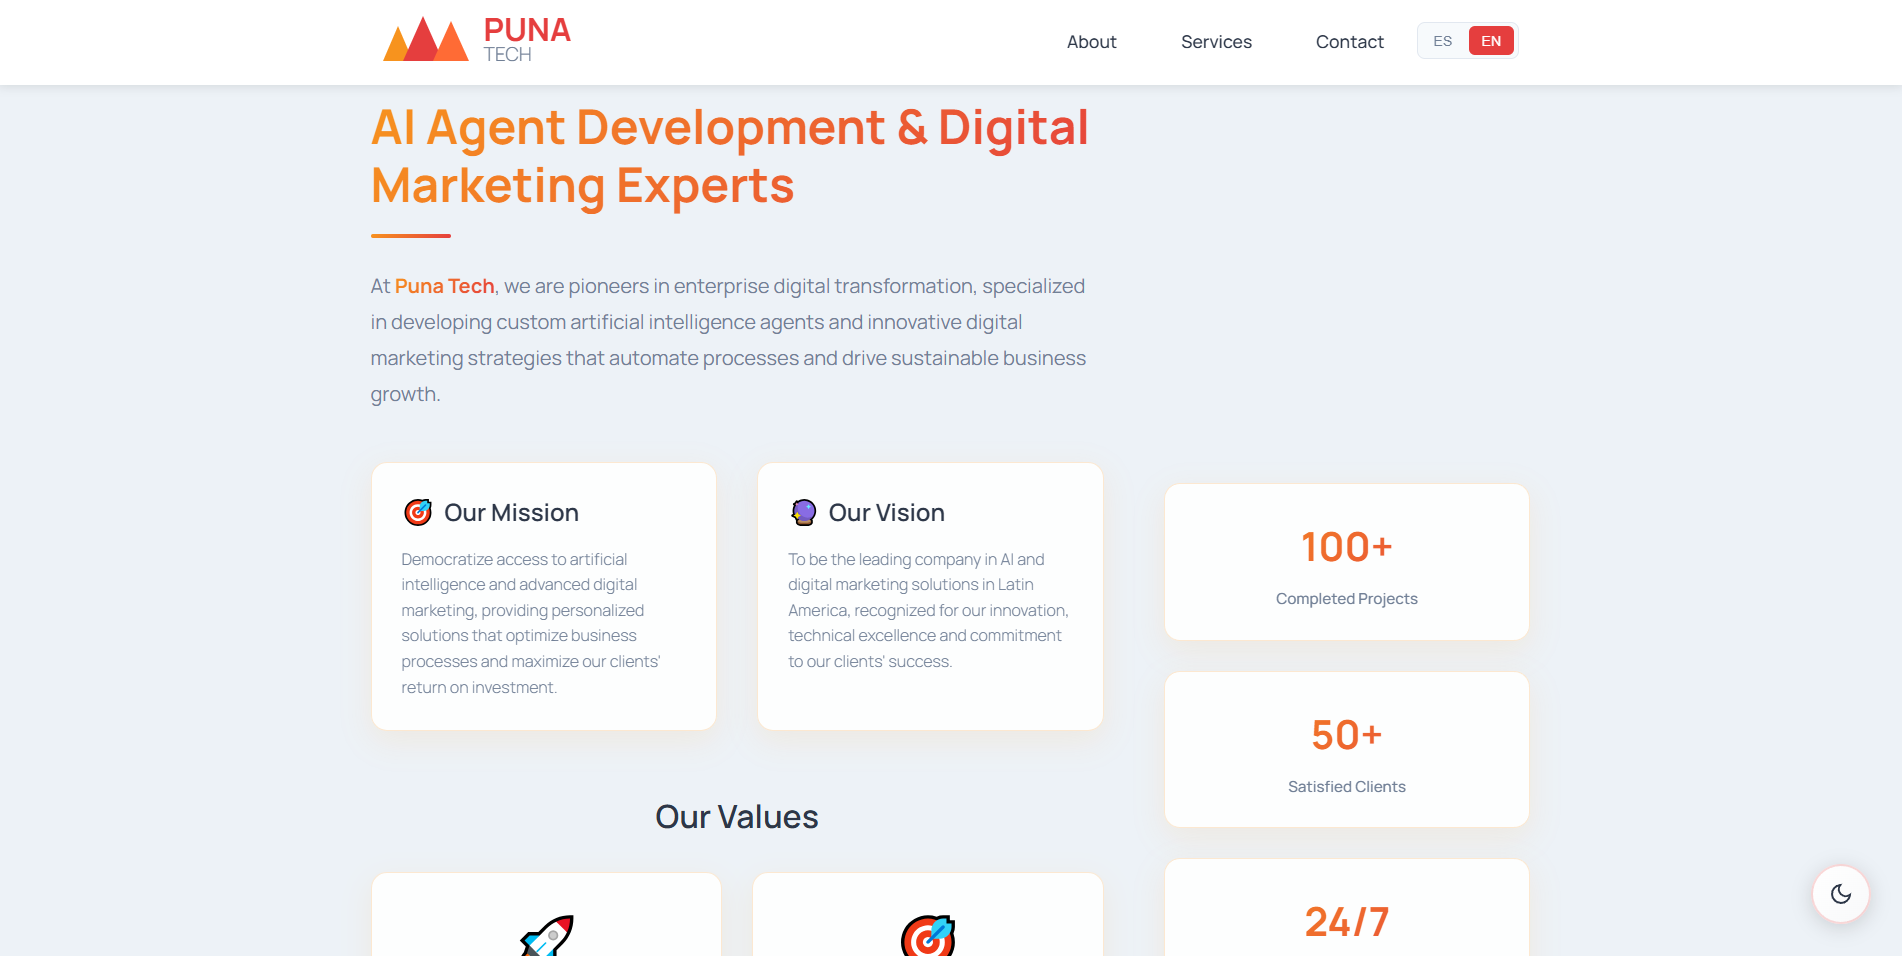 PUNA
TECH
About
Services
Contact
ES
EN
AI Agent Development & Digital
Marketing Experts
At Puna Tech, we are pioneers in enterprise digital transformation, specialized
in developing custom artificial intelligence agents and innovative digital
marketing strategies that automate processes and drive sustainable business
growth.
Our Mission
Democratize access to artificial
intelligence and advanced digital
marketing, providing personalized
solutions that optimize business
processes and maximize our clients'
return on investment.
Our Vision
To be the leading company in AI and
digital marketing solutions in Latin
America, recognized for our innovation,
technical excellence and commitment
to our clients' success.
100+
Completed Projects
50+
Satisfied Clients
24/7
Our Values